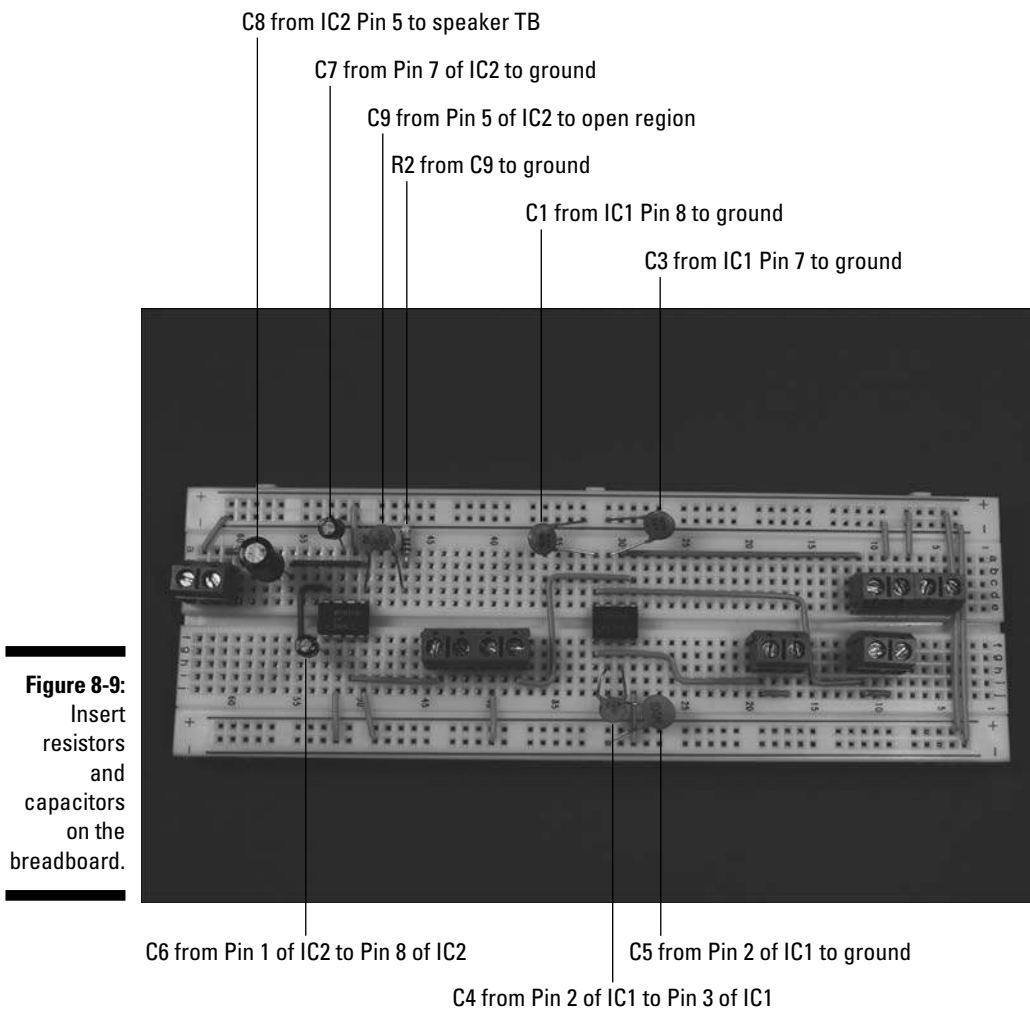 C8 from IC2 Pin 5 to speaker TB
C7 from Pin 7 of IC2 to ground
C9 from Pin 5 of IC2 to open region
R2 from C9 to ground
C1 from IC1 Pin 8 to ground
C3 from IC1 Pin 7 to ground
Figure 8-9:
Insert
resistors
and
capacitors
on the
breadboard.
C6 from Pin 1 of IC2 to Pin 8 of IC2
C5 from Pin 2 of IC1 to ground
C4 from Pin 2 of IC1 to Pin 3 of IC1